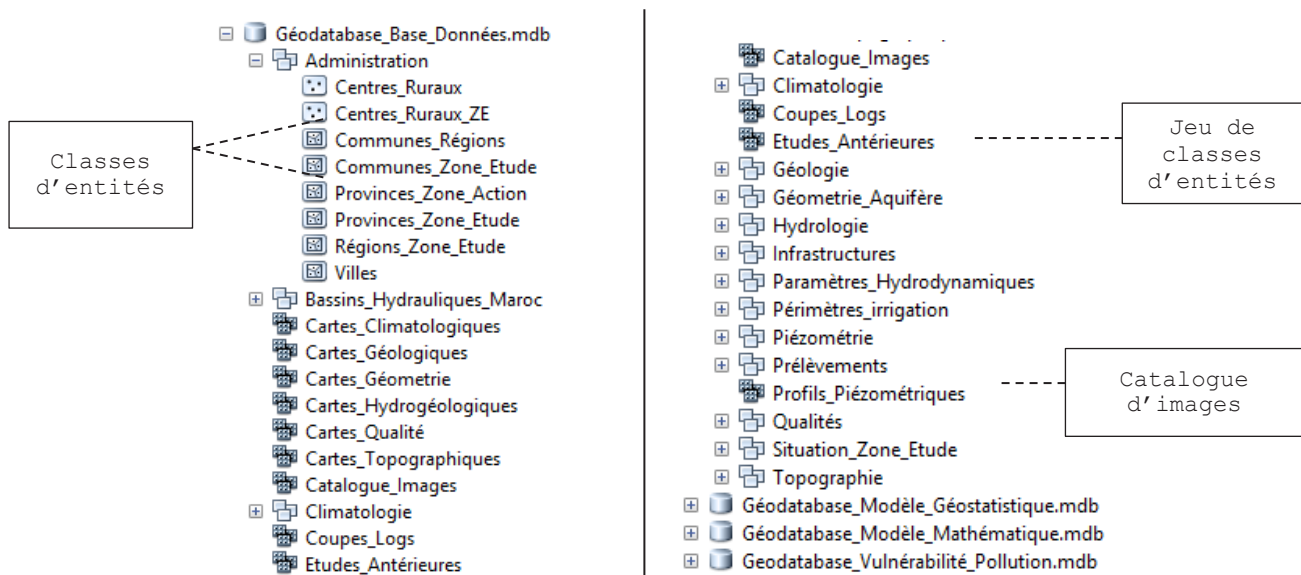 Géodatabase_Base_Données.mdb
Administration
Centres_Ruraux
Centres_Ruraux_ZE
Communes_Régions
Communes_Zone_Etude
Provinces_Zone_Action
Provinces_Zone_Etude
Régions_Zone_Etude
Villes
Bassins_Hydrauliques_Maroc
Cartes_Climatologiques
Cartes_Géologiques
Cartes_Géometrie
Cartes_Hydrogéologiques
Cartes_Qualité
Cartes_Topographiques
Catalogue_Images
Climatologie
Coupes_Logs
Etudes_Antérieures
Classes
d'entités
Catalogue_Images
Climatologie
Coupes_Logs
Etudes_Antérieures
Géologie
Géometrie_Aquifère
Hydrologie
Infrastructures
Paramètres_Hydrodynamiques
Périmètres_irrigation
Piézométrie
Prélèvements
Profils_Piézométriques
Qualités
Situation_Zone_Etude
Topographie
Géodatabase_Modèle_Géostatistique.mdb
Géodatabase_Modèle_Mathématique.mdb
Geodatabase_Vulnérabilité_Pollution.mdb
Jeu de
classes
d'entités
Catalogue
d'images